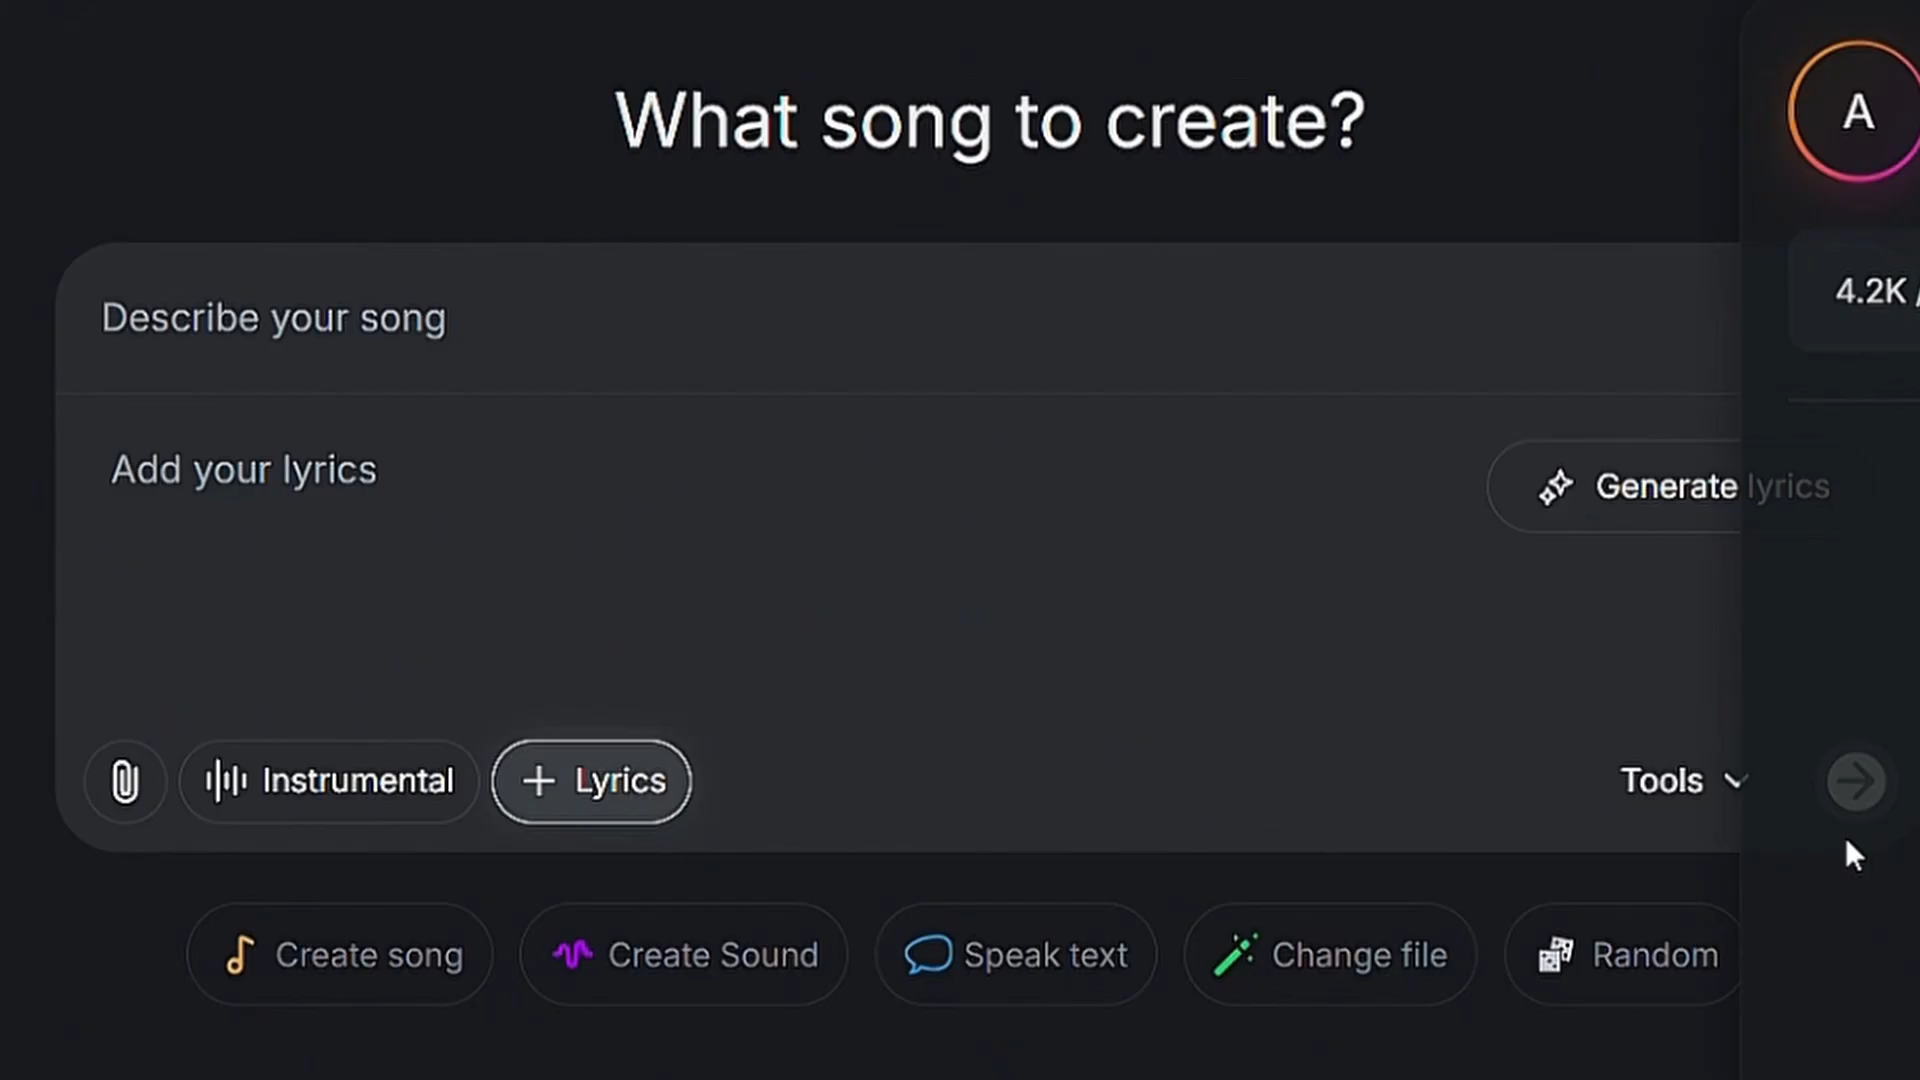 What song to create?
A
4.2K /
Describe your song
Add your lyrics
Generate lyrics
Instrumental
+ Lyrics
Tools
Create song
Create Sound
Speak text
Change file
Random